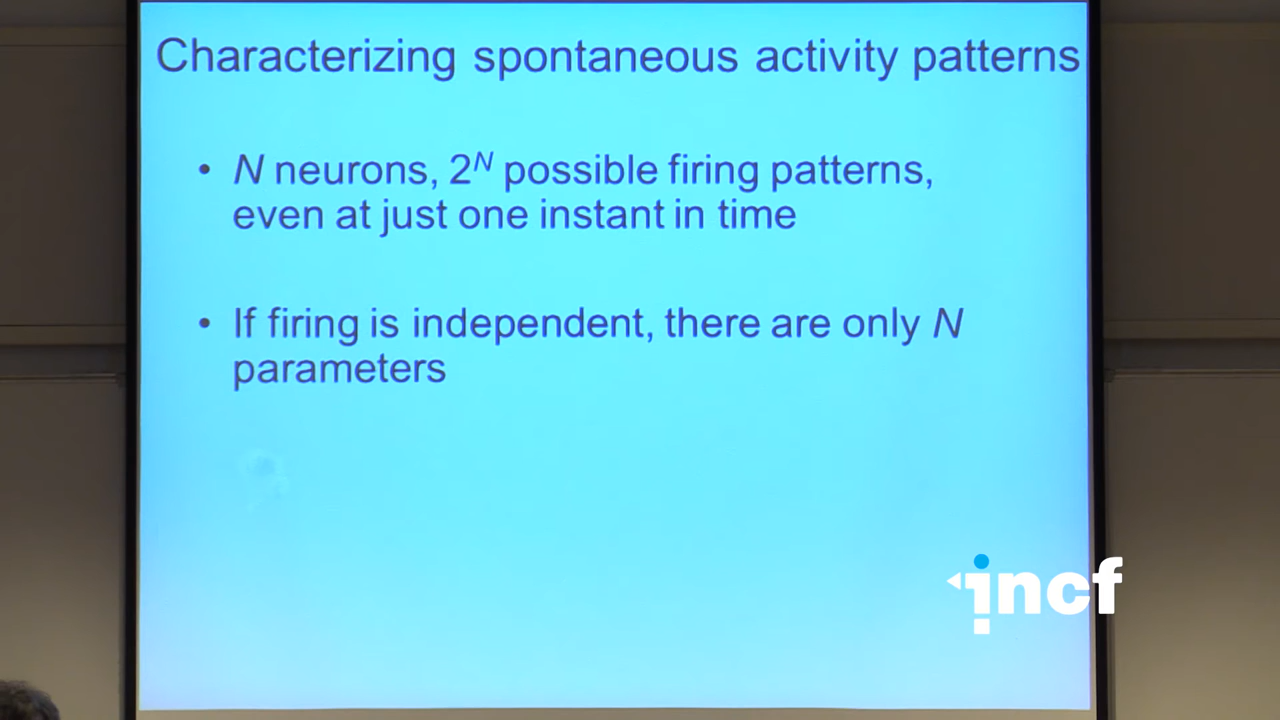 Characterizing spontaneous activity patterns
• N neurons, 2^N possible firing patterns,
even at just one instant in time
• If firing is independent, there are only N
parameters
incf